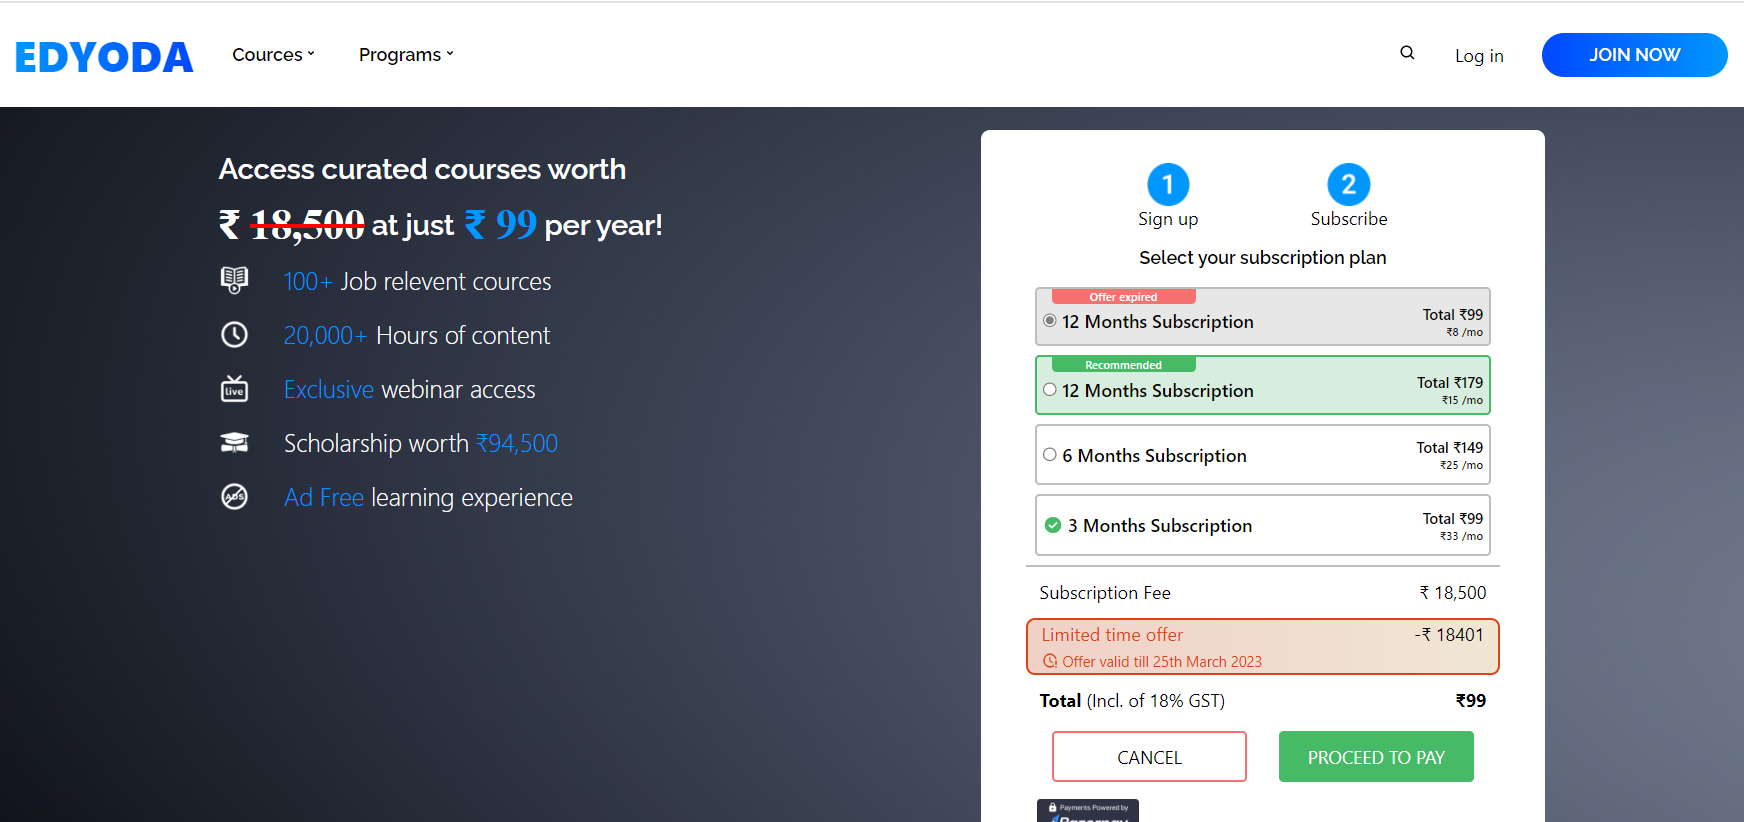 EDYODA
Cources
Programs
Log in
JOIN NOW
Access curated courses worth
₹ 18,500 at just ₹ 99 per year!
100+ Job relevent cources
20,000+ Hours of content
live
Exclusive webinar access
Scholarship worth ₹94,500
ADS
Ad Free learning experience
1
2
Sign up
Subscribe
Select your subscription plan
Offer expired
12 Months Subscription
Total ₹99
₹8 /mo
Recommended
12 Months Subscription
Total ₹179
₹15 /mo
6 Months Subscription
Total ₹149
₹25 /mo
3 Months Subscription
Total ₹99
₹33 /mo
Subscription Fee
₹ 18,500
Limited time offer
-₹ 18401
Offer valid till 25th March 2023
Total (Incl. of 18% GST)
₹99
CANCEL
PROCEED TO PAY
Payments Powered by
Razorpay